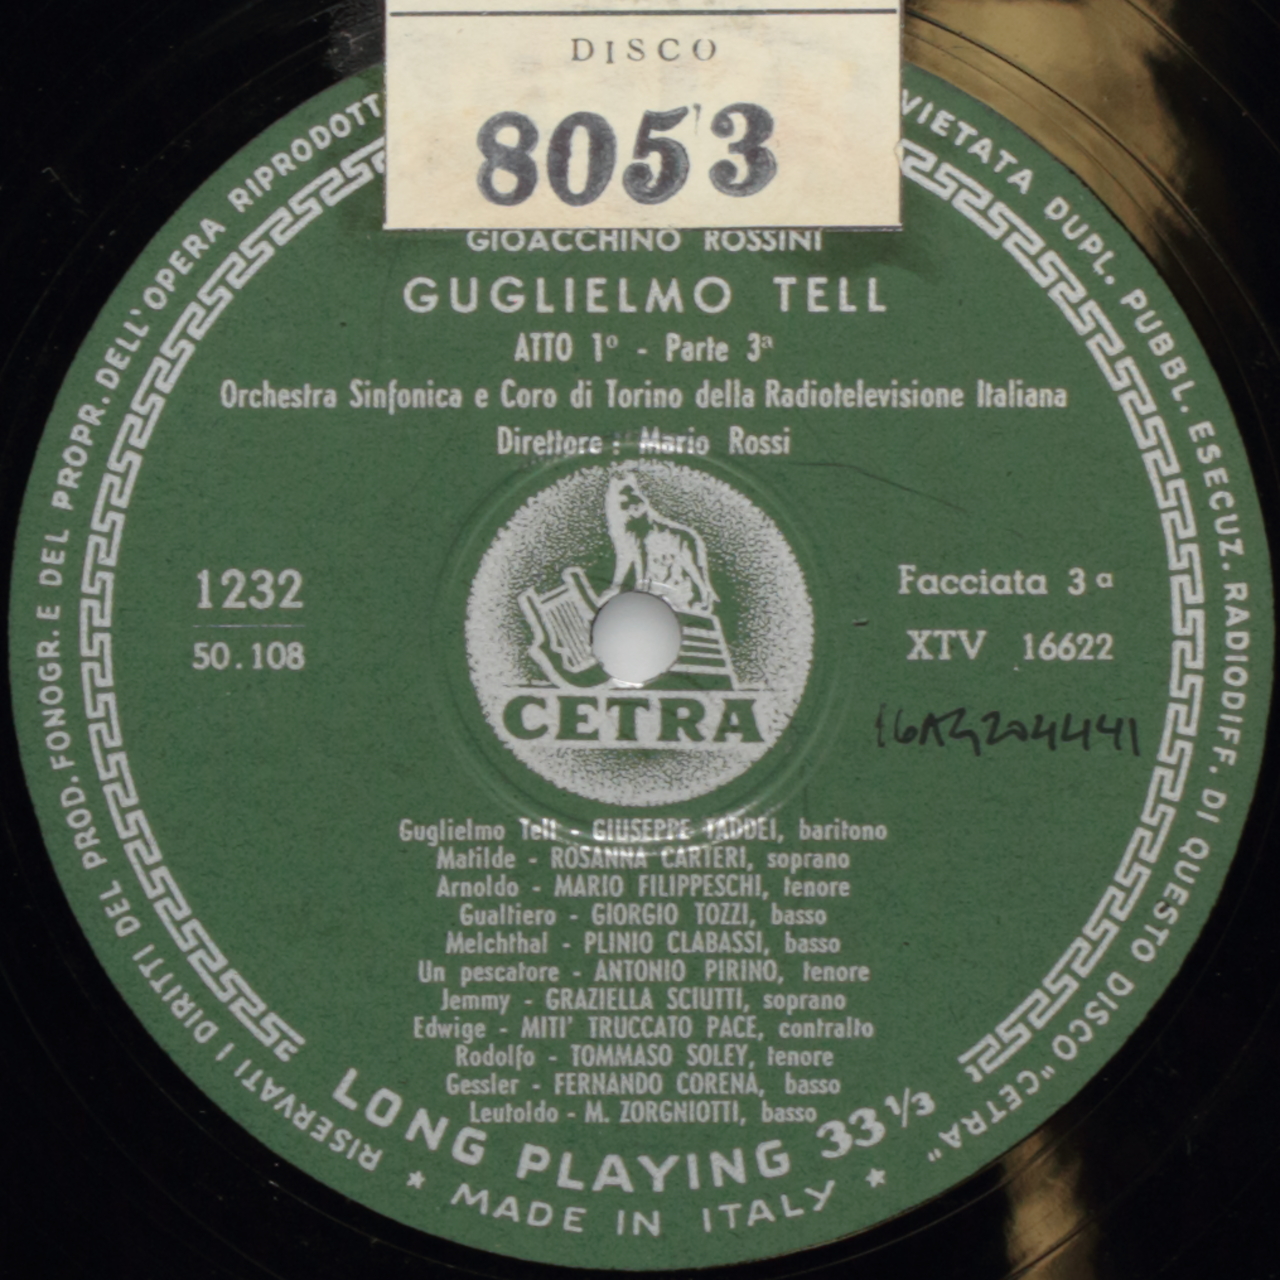 DISCO
8053
GIOACCHINO ROSSINI
GUGLIELMO TELL
ATTO 1º - Parte 3ª
Orchestra Sinfonica e Coro di Torino della Radiotelevisione Italiana
Direttore : Mario Rossi
1232
50.108
Facciata 3ª
XTV 16622
CETRA
Guglielmo Tell - GIUSEPPE TADDEI, baritono
Matilde - ROSANNA CARTERI, soprano
Arnoldo - MARIO FILIPPESCHI, tenore
Gualtiero - GIORGIO TOZZI, basso
Melchthal - PLINIO CLABASSI, basso
Un pescatore - ANTONIO PIRINO, tenore
Jemmy - GRAZIELLA SCIUTTI, soprano
Edwige - MITI' TRUCCATO PACE, contralto
Rodolfo - TOMMASO SOLEY, tenore
Gessler - FERNANDO CORENA, basso
Leutoldo - M. ZORGNIOTTI, basso
LONG PLAYING 33 1/3
RISERVATI I DIRITTI DEL PROD. FONOGR. E DEL PROPR. DELL'OPERA RIPRODOTT
VIETATA DUPL. PUBBL. ESECUZ. RADIODIFF. DI QUESTO DISCO "CETRA"
★ MADE IN ITALY ★